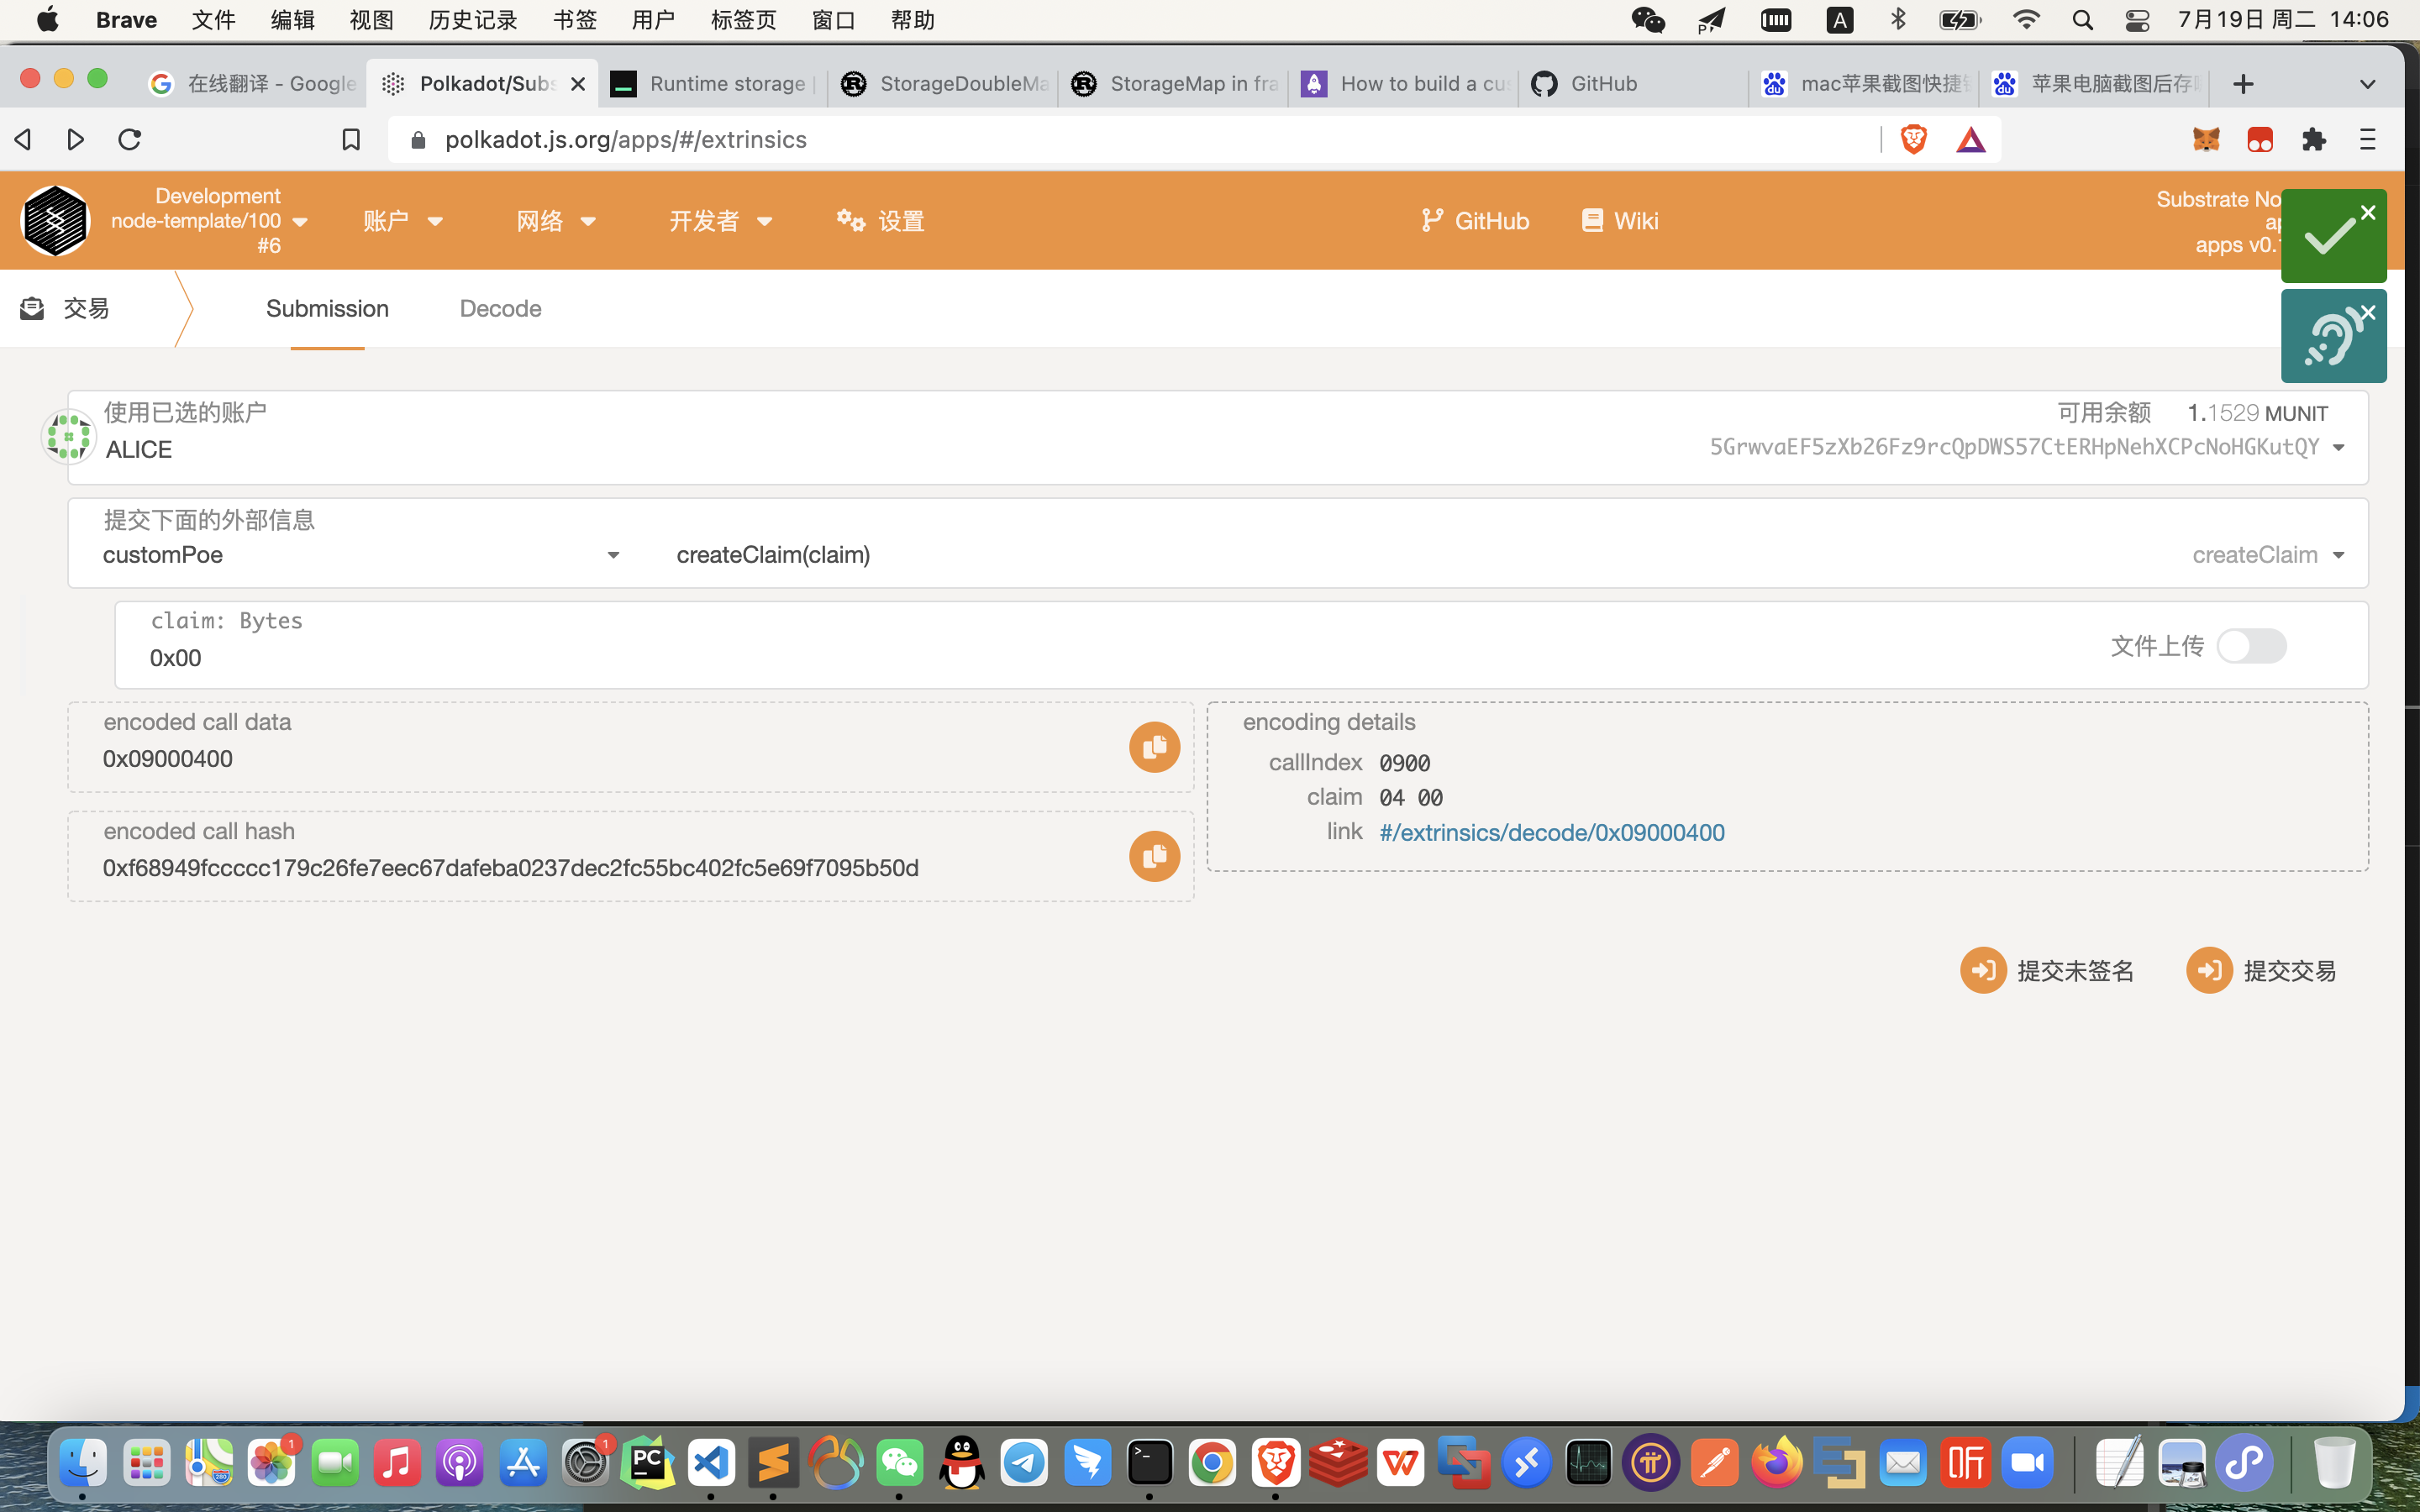 Brave 文件 编辑 视图 历史记录 书签 用户 标签页 窗口 帮助 A 7月19日 周二 14:06
在线翻译 - Google Polkadot/Subs Runtime storage StorageDoubleMa StorageMap in fra How to build a cus GitHub mac苹果截图快捷 苹果电脑截图后存
polkadot.js.org/apps/#/extrinsics
Development
node-template/100
#6
账户 网络 开发者 设置 GitHub Wiki
Substrate No
ap
apps v0.
交易 Submission Decode
使用已选的账户
ALICE
可用余额 1.1529 MUNIT
5GrwvaEF5zXb26Fz9rcQpDWS57CtERHpNehXCPcNoHGKutQY
提交下面的外部信息
customPoe createClaim(claim) createClaim
claim: Bytes
0x00
文件上传
encoded call data
0x09000400
encoding details
callIndex 0900
claim 04 00
link #/extrinsics/decode/0x09000400
encoded call hash
0xf68949fccccc179c26fe7eec67dafeba0237dec2fc55bc402fc5e69f7095b50d
提交未签名 提交交易
1 280 1 PC
听